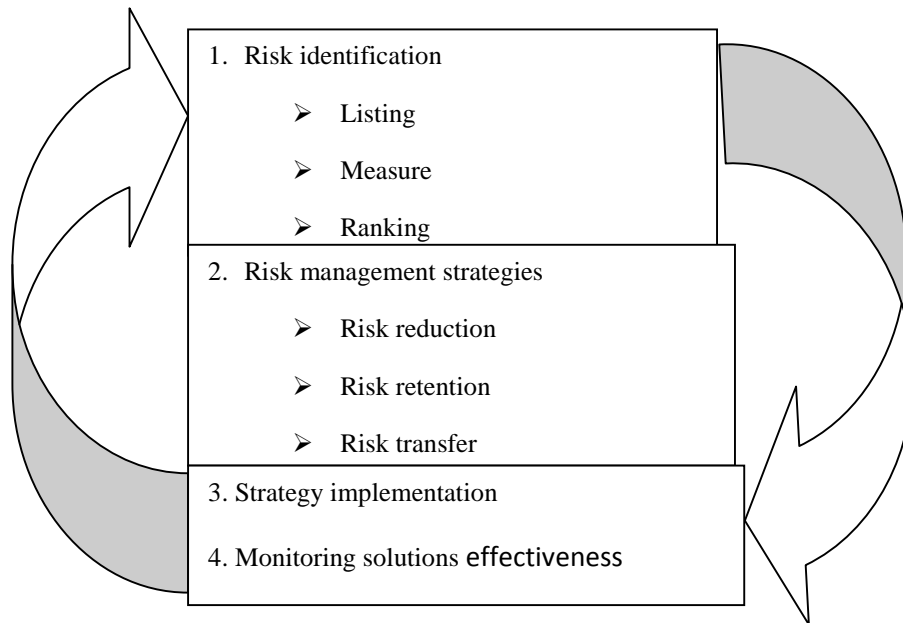 1. Risk identification
➢ Listing
➢ Measure
➢ Ranking
2. Risk management strategies
➢ Risk reduction
➢ Risk retention
➢ Risk transfer
3. Strategy implementation
4. Monitoring solutions effectiveness